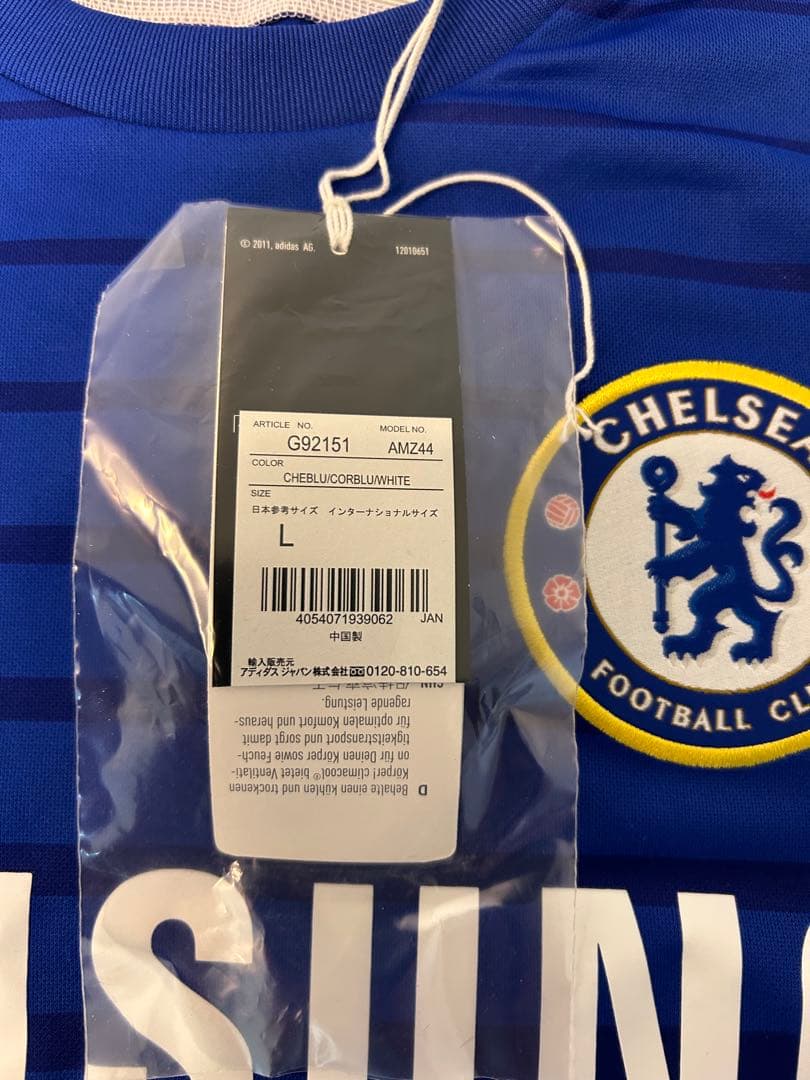 © 2011, adidas AG.
12010651
ARTICLE NO.
MODEL NO.
G92151
AMZ44
COLOR
CHEBLU/CORBLU/WHITE
SIZE
日本参考サイズ インターナショナルサイズ
L
4054071939062
JAN
中国製
輸入販売元
アディダス ジャパン株式会社 0120-810-654
D Behalte einen kühlen und trockenen
Körper! climacool® bietet Ventilati-
on für Deinen Körper sowie Feuch-
tigkeitstransport und sorgt damit
für optimalen Komfort und heraus-
ragende Leistung.
CHELSEA
FOOTBALL CLU
SUN